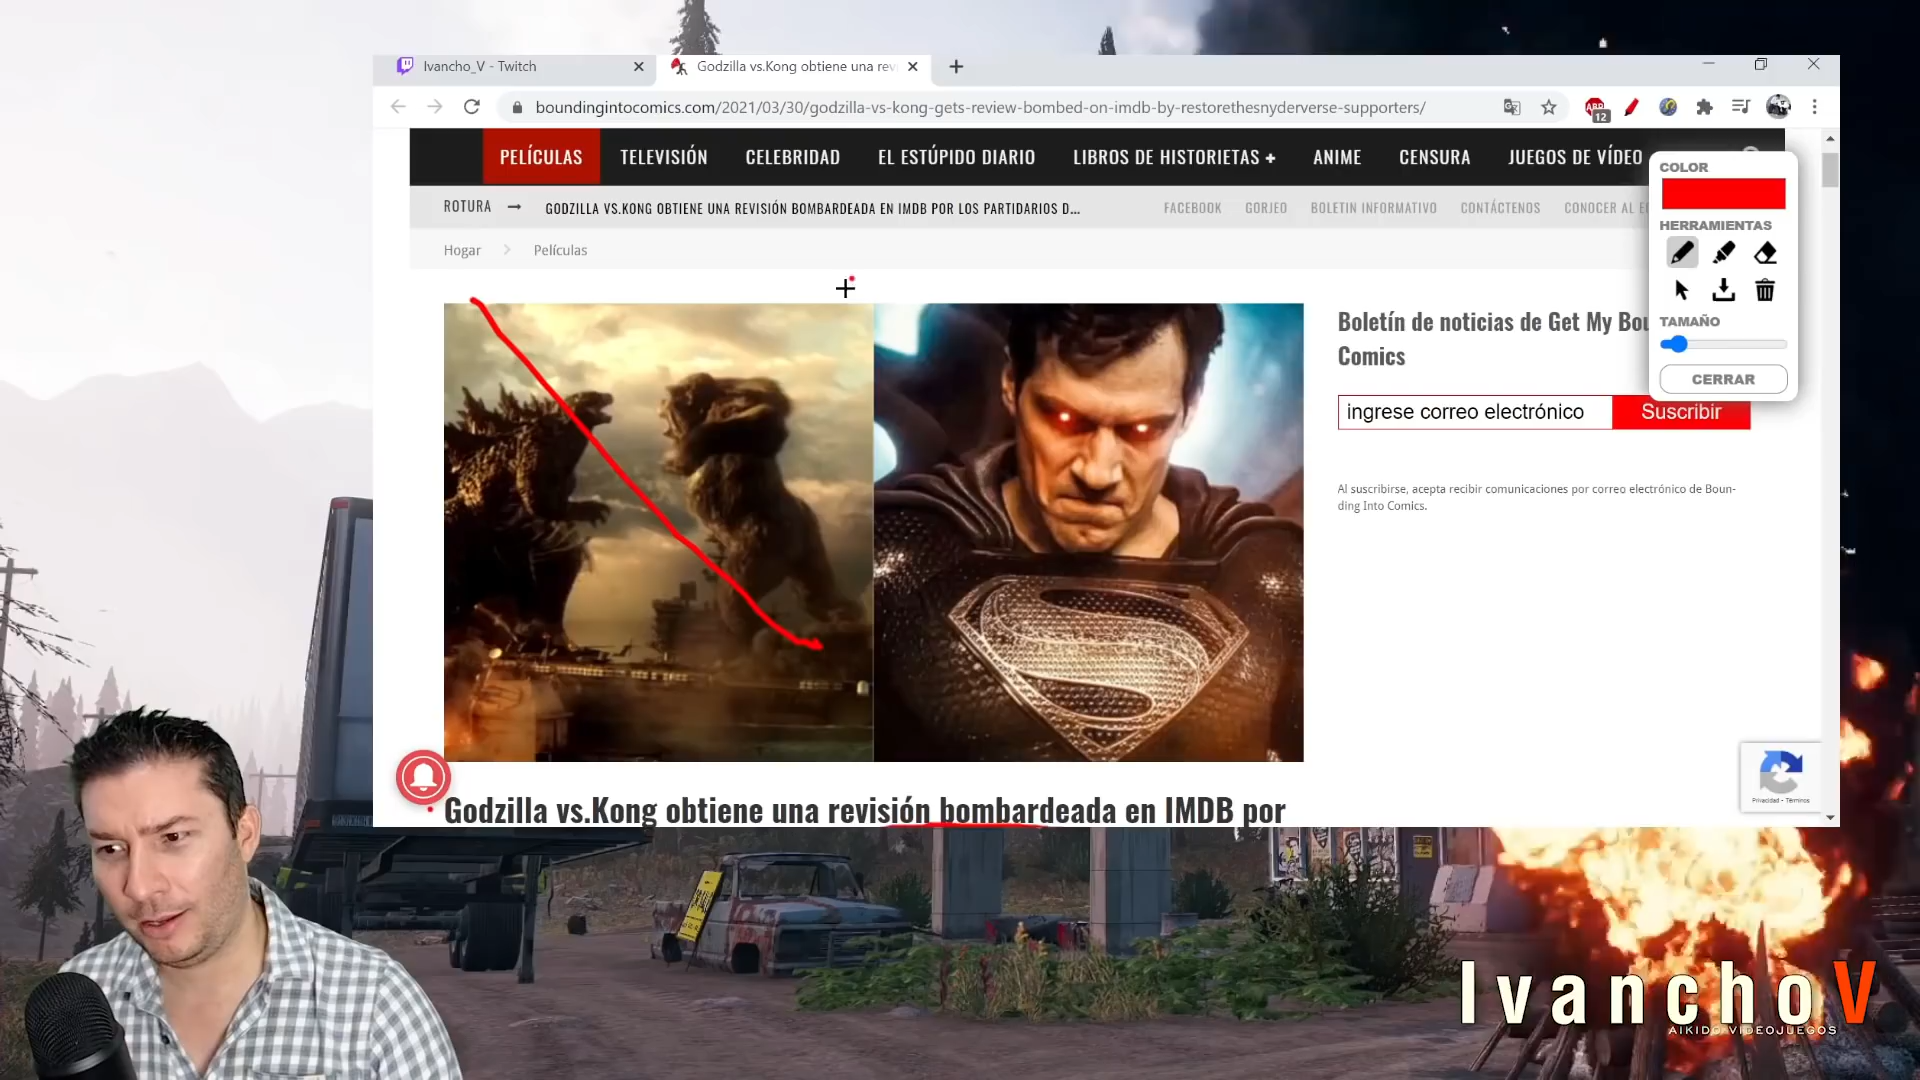 Ivancho_V - Twitch
Godzilla vs.Kong obtiene una rev
boundingintocomics.com/2021/03/30/godzilla-vs-kong-gets-review-bombed-on-imdb-by-restorethesnyderverse-supporters/
ABP
12
PELÍCULAS TELEVISIÓN CELEBRIDAD EL ESTÚPIDO DIARIO LIBROS DE HISTORIETAS + ANIME CENSURA JUEGOS DE VÍDEO
ROTURA → GODZILLA VS.KONG OBTIENE UNA REVISIÓN BOMBARDEADA EN IMDB POR LOS PARTIDARIOS D...
FACEBOOK GORJEO BOLETIN INFORMATIVO CONTÁCTENOS CONOCER AL
Hogar > Películas
COLOR
HERRAMIENTAS
TAMAÑO
CERRAR
Boletín de noticias de Get My
Comics
ingrese correo electrónico
Suscribir
Al suscribirse, acepta recibir comunicaciones por correo electrónico de Boun-
ding Into Comics.
Privacidad - Términos
Godzilla vs.Kong obtiene una revisión bombardeada en IMDB por
IvanchoV
AIKIDO VIDEOJUEGOS